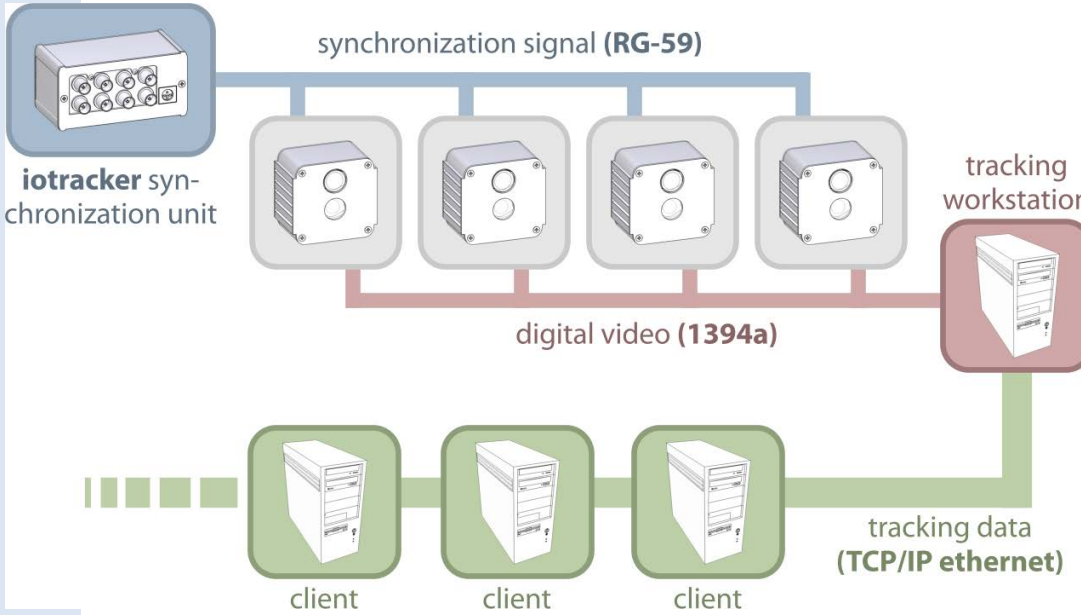 synchronization signal (RG-59)
iotracker syn-
chronization unit
tracking
workstation
digital video (1394a)
tracking data
(TCP/IP ethernet)
client
client
client